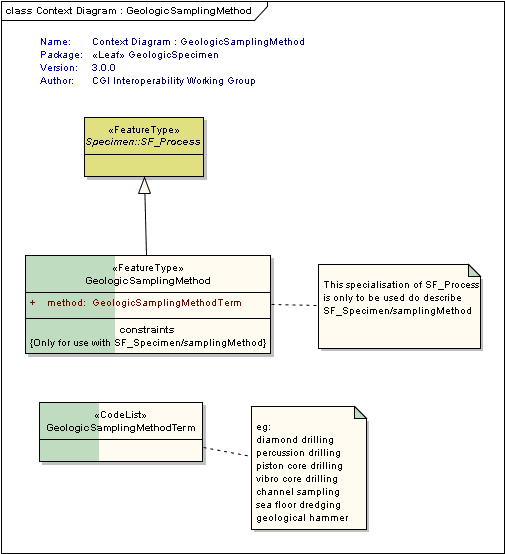 class Context Diagram : GeologicSamplingMethod
Name: Context Diagram : GeologicSamplingMethod
Package: «Leaf» GeologicSpecimen
Version: 3.0.0
Author: CGI Interoperability Working Group
«FeatureType»
Specimen::SF_Process
«FeatureType»
GeologicSamplingMethod
+ method: GeologicSamplingMethodTerm
constraints
{Only for use with SF_Specimen/samplingMethod}
This specialisation of SF_Process
is only to be used do describe
SF_Specimen/samplingMethod
«CodeList»
GeologicSamplingMethodTerm
eg:
diamond drilling
percussion drilling
piston core drilling
vibro core drilling
channel sampling
sea floor dredging
geological hammer